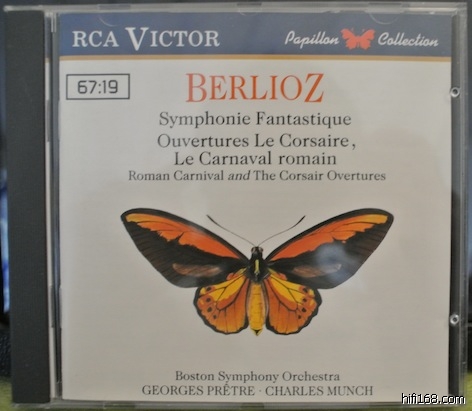 RCA VICTOR
Papillon Collection
67:19
BERLIOZ
Symphonie Fantastique
Ouvertures Le Corsaire,
Le Carnaval romain
Roman Carnival and The Corsair Overtures
Boston Symphony Orchestra
GEORGES PRÊTRE · CHARLES MUNCH
hifi168.com